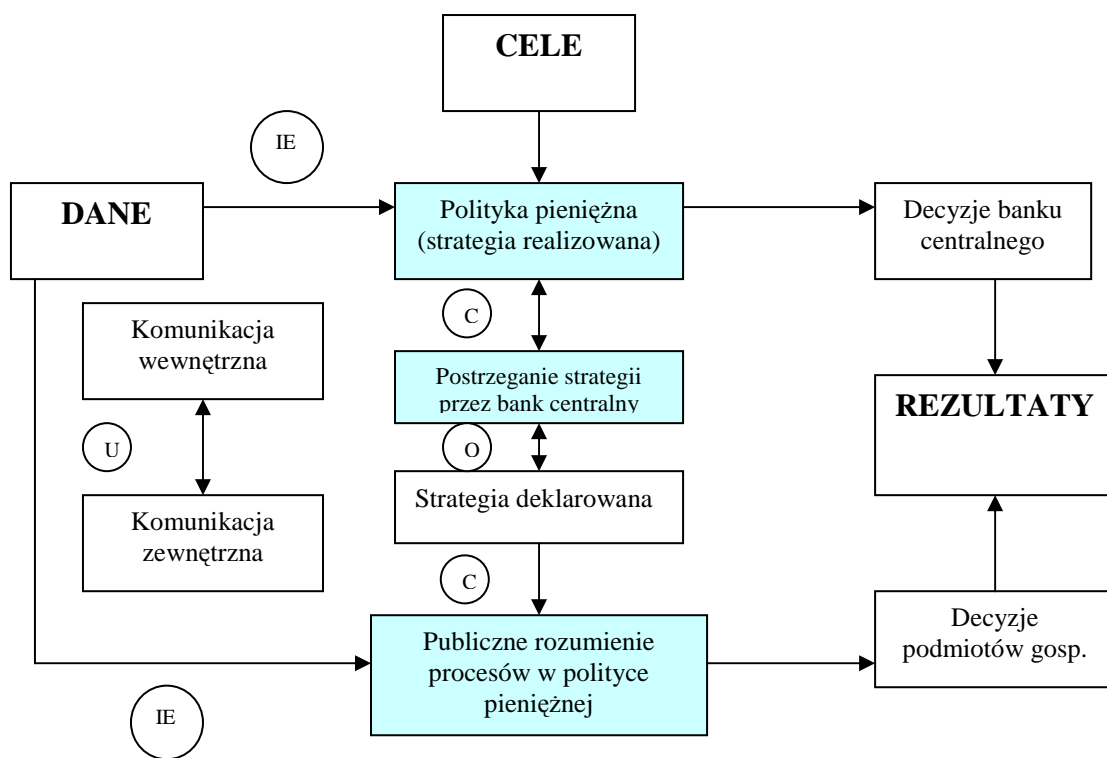 CELE
IE
DANE
Polityka pieniężna
(strategia realizowana)
Decyzje banku
centralnego
C
Komunikacja
wewnętrzna
Postrzeganie strategii
przez bank centralny
REZULTATY
U
O
Strategia deklarowana
Komunikacja
zewnętrzna
C
Publiczne rozumienie
procesów w polityce
pieniężnej
Decyzje
podmiotów gosp.
IE